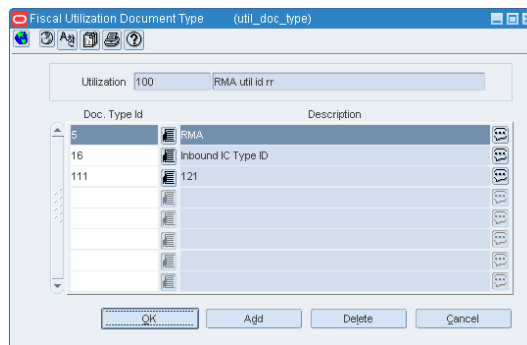 Fiscal Utilization Document Type (util_doc_type)
Utilization 100 RMA util id rr
Doc. Type Id Description
5 RMA
16 Inbound IC Type ID
111 121
OK Add Delete Cancel